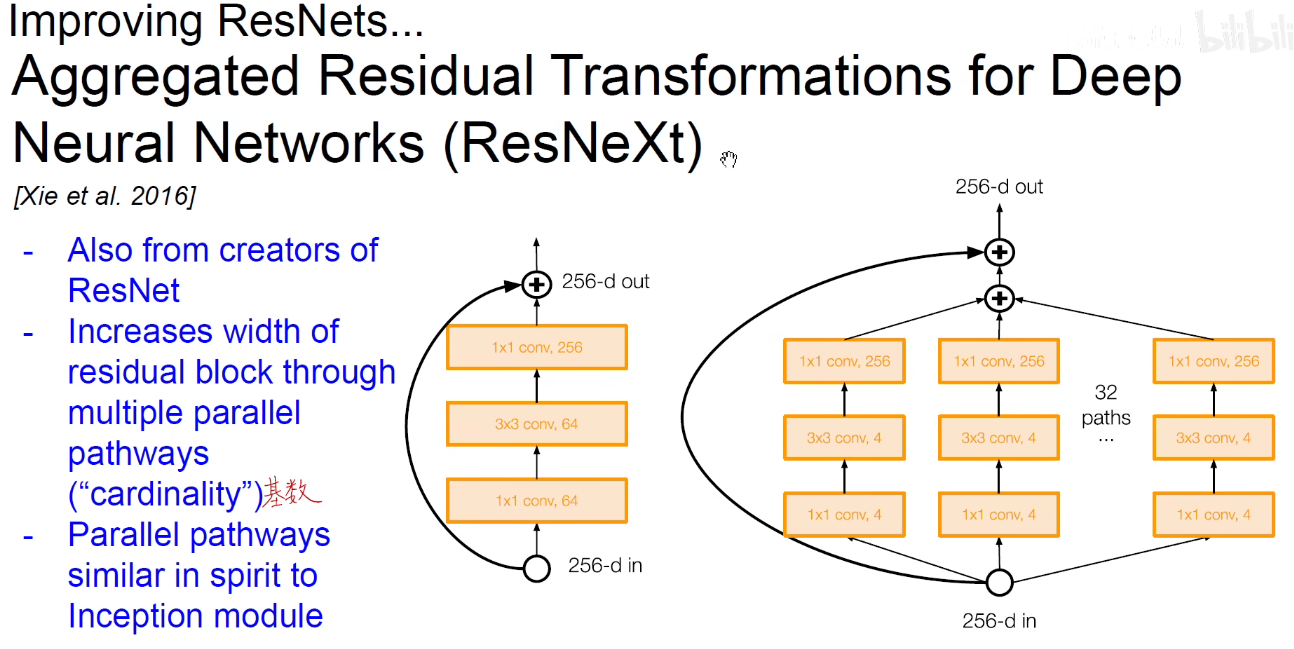 Improving ResNets...
bilibili
Aggregated Residual Transformations for Deep
Neural Networks (ResNeXt)
[Xie et al. 2016]
- Also from creators of
ResNet
- Increases width of
residual block through
multiple parallel
pathways
(“cardinality”)基数
- Parallel pathways
similar in spirit to
Inception module
256-d out
1x1 conv, 256
3x3 conv, 64
1x1 conv, 64
256-d in
256-d out
1x1 conv, 256
1x1 conv, 256
1x1 conv, 256
32
paths
...
3x3 conv, 4
3x3 conv, 4
3x3 conv, 4
1x1 conv, 4
1x1 conv, 4
1x1 conv, 4
256-d in